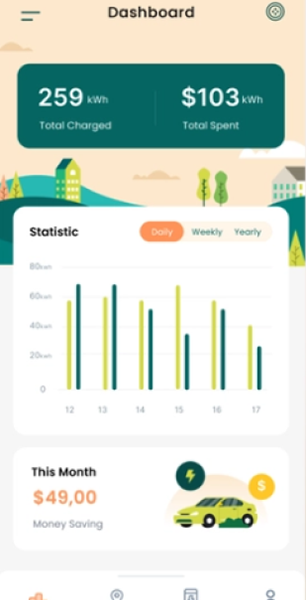 Dashboard
259 kWh
$103 kWh
Total Charged
Total Spent
Statistic
Daily
Weekly
Yearly
80kwh
60kwh
40kwh
20kwh
0
12 13 14 15 16 17
This Month
$49,00
Money Saving
$